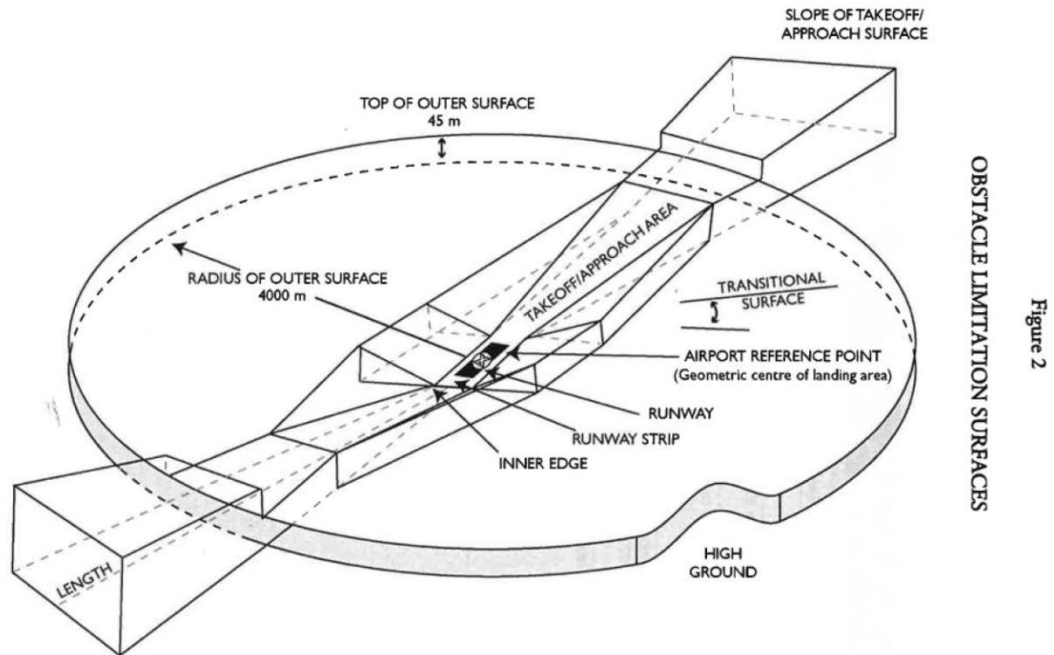 SLOPE OF TAKEOFF/
APPROACH SURFACE
TOP OF OUTER SURFACE
45 m
RADIUS OF OUTER SURFACE
4000 m
TAKEOFF/APPROACH AREA
TRANSITIONAL
SURFACE
AIRPORT REFERENCE POINT
(Geometric centre of landing area)
RUNWAY
RUNWAY STRIP
INNER EDGE
LENGTH
HIGH
GROUND
Figure 2
OBSTACLE LIMITATION SURFACES